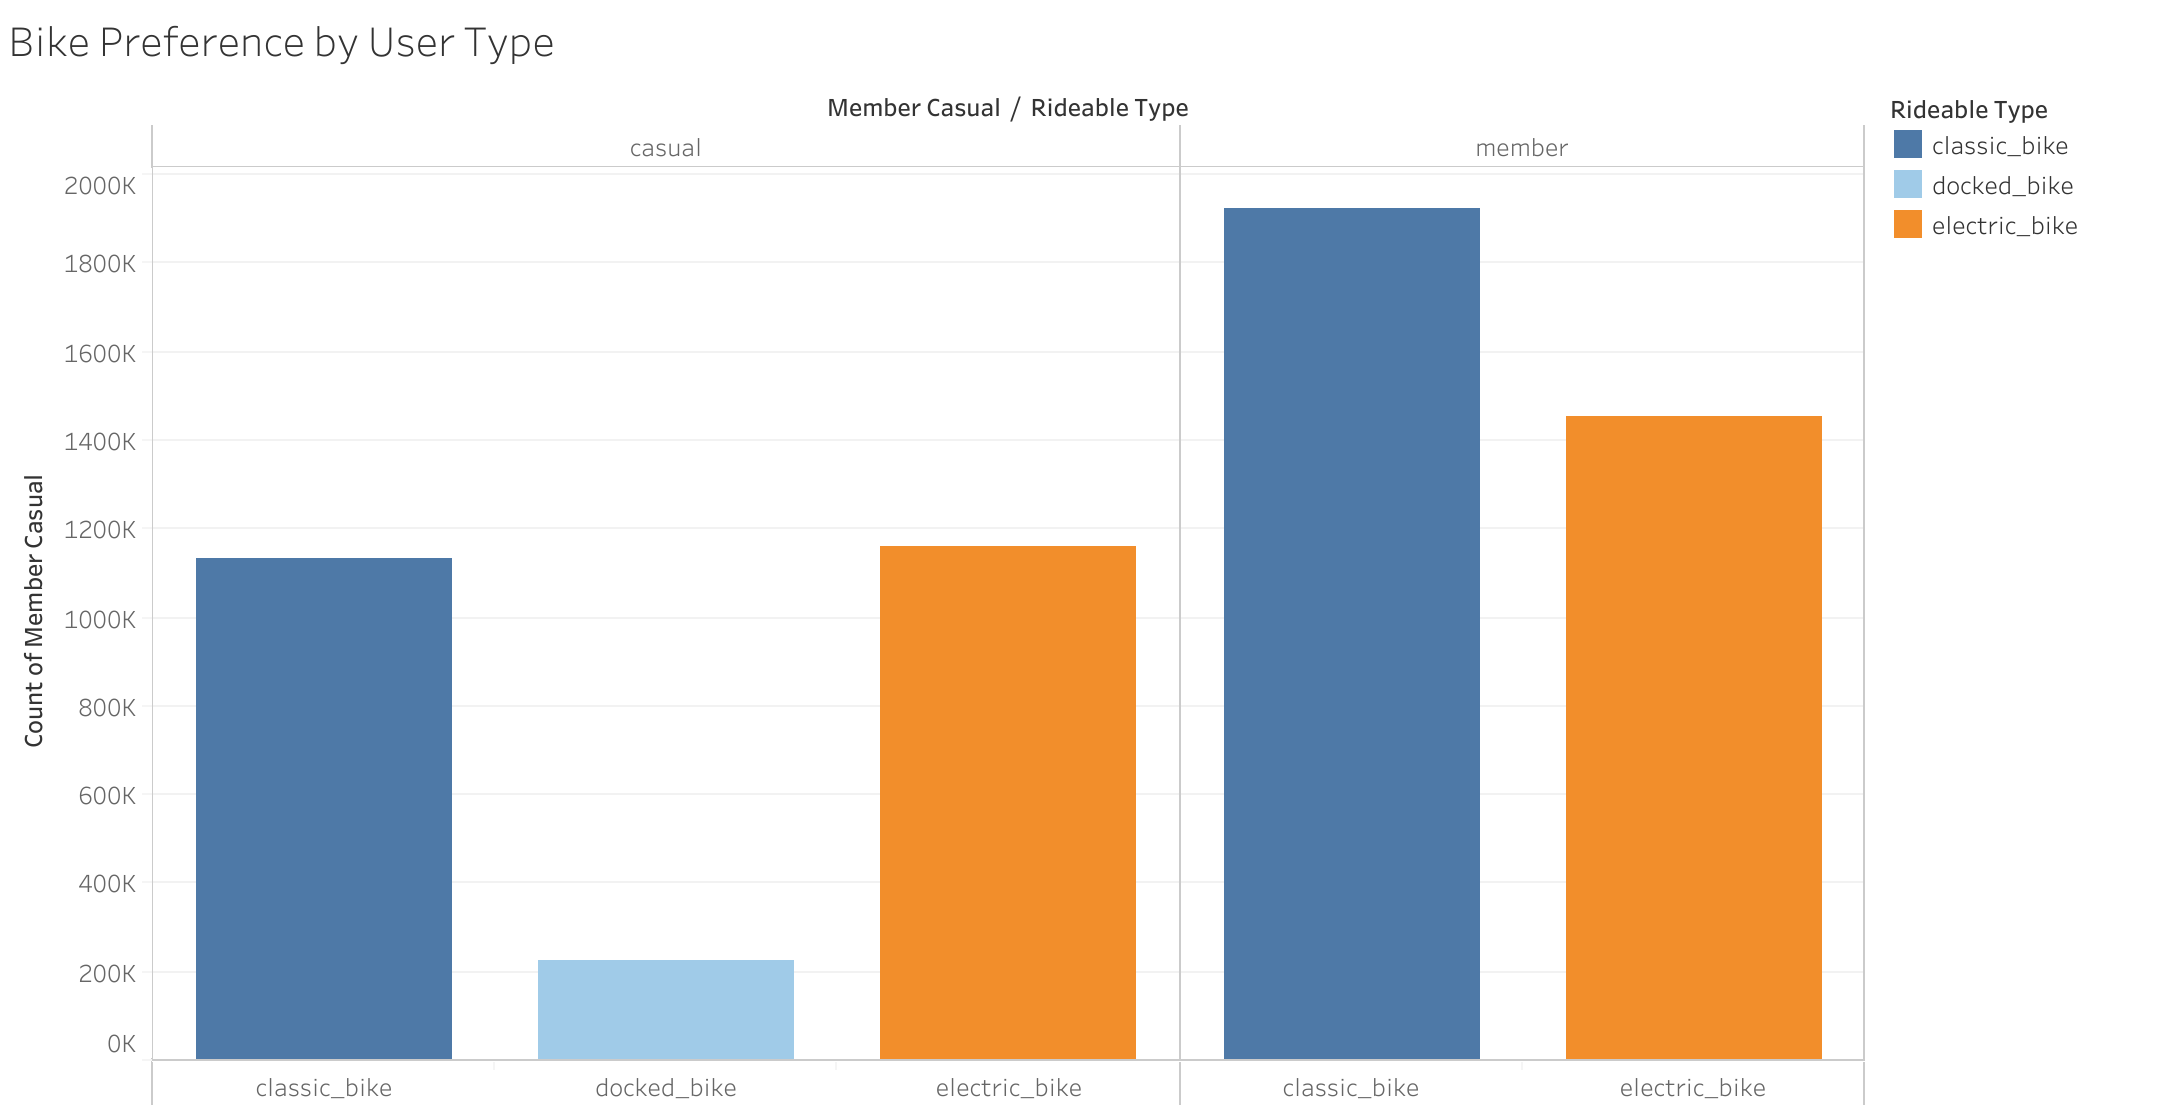 Bike Preference by User Type
Member Casual / Rideable Type
casual member
Rideable Type
classic_bike
docked_bike
electric_bike
Count of Member Casual
2000K
1800K
1600K
1400K
1200K
1000K
800K
600K
400K
200K
0K
classic_bike docked_bike electric_bike classic_bike electric_bike